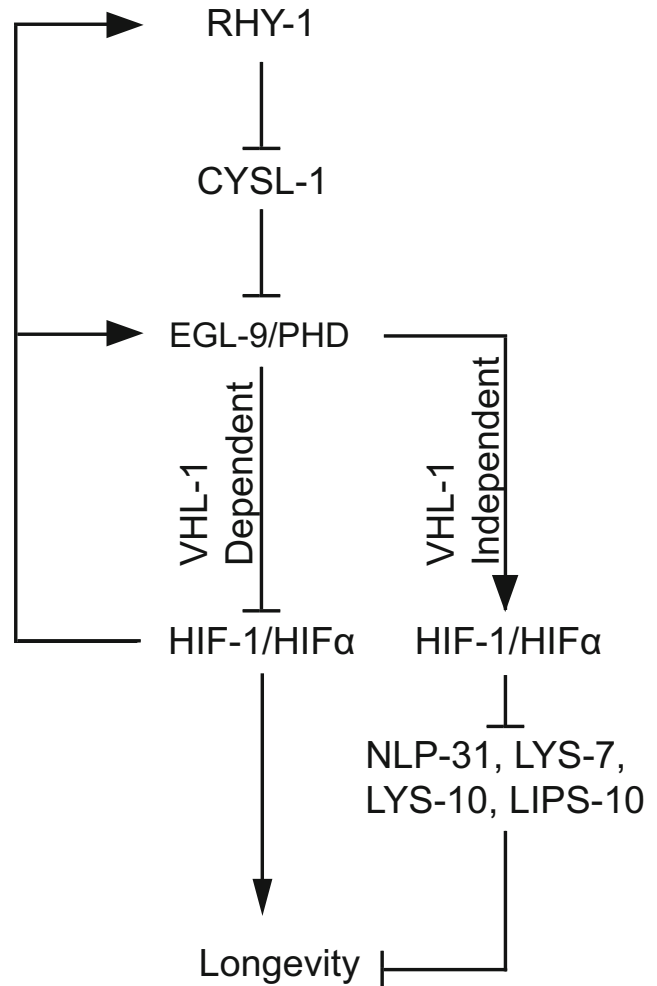 RHY-1
CYSL-1
EGL-9/PHD
VHL-1
Dependent
VHL-1
Independent
HIF-1/HIFα
HIF-1/HIFα
NLP-31, LYS-7,
LYS-10, LIPS-10
Longevity